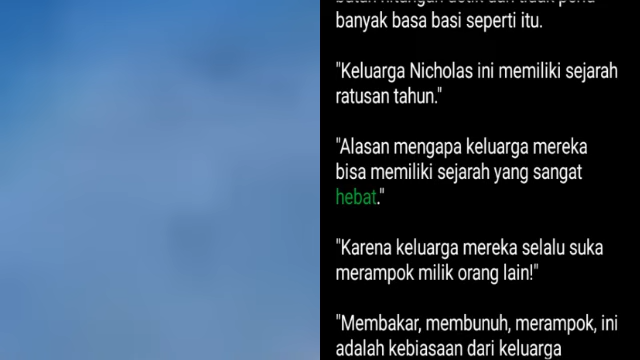 banyak basa basi seperti itu.
"Keluarga Nicholas ini memiliki sejarah
ratusan tahun."
"Alasan mengapa keluarga mereka
bisa memiliki sejarah yang sangat
hebat."
"Karena keluarga mereka selalu suka
merampok milik orang lain!"
"Membakar, membunuh, merampok, ini
adalah kebiasaan dari keluarga